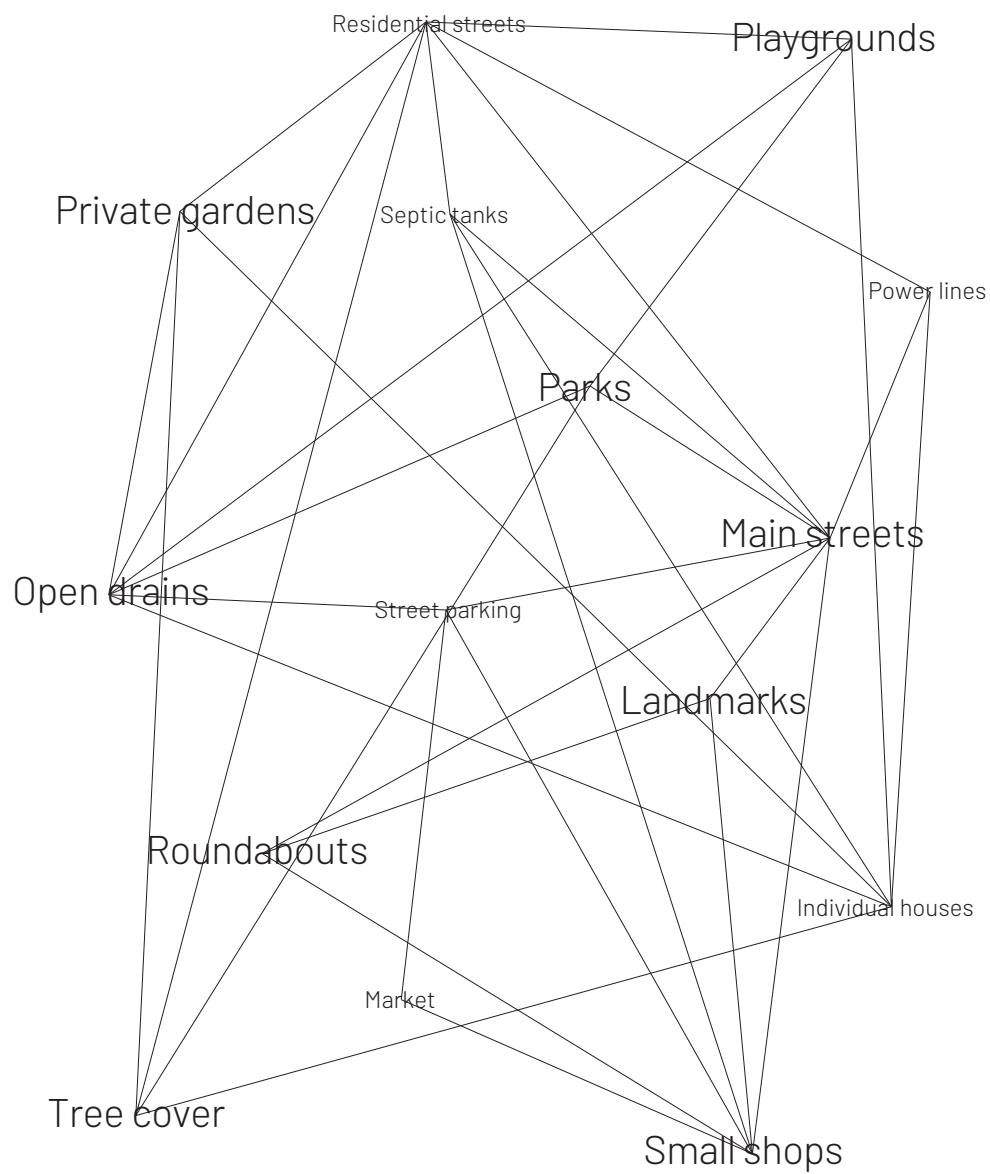 Residential streets
Playgrounds
Private gardens
Septic tanks
Power lines
Parks
Main streets
Open drains
Street parking
Landmarks
Roundabouts
Individual houses
Market
Tree cover
Small shops